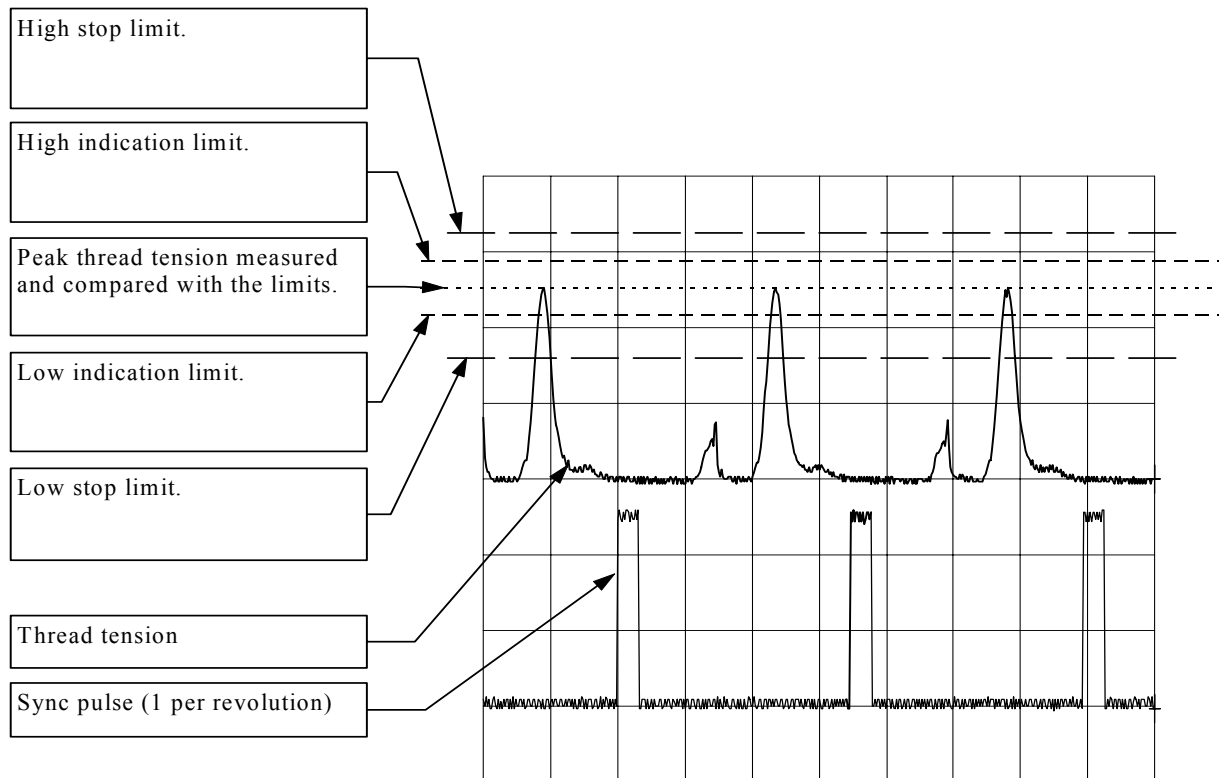 High stop limit.
High indication limit.
Peak thread tension measured
and compared with the limits.
Low indication limit.
Low stop limit.
Thread tension
Sync pulse (1 per revolution)